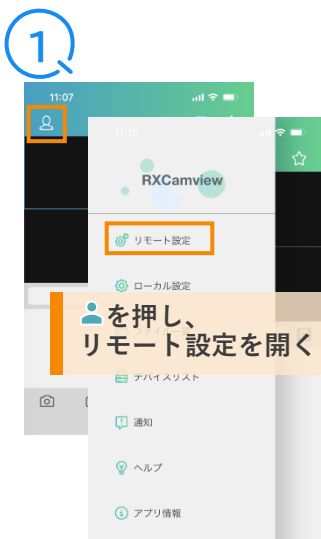 1
11:07
11:15
RXCamview
リモート設定
ローカル設定
を押し、
リモート設定を開く
デバイスリスト
通知
ヘルプ
アプリ情報